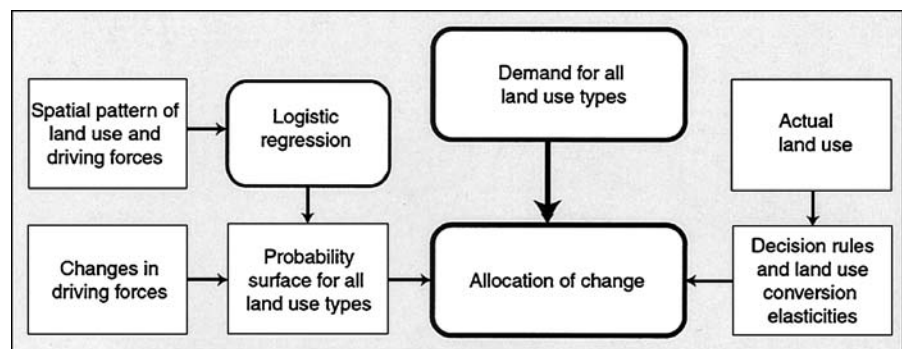 Spatial pattern of
land use and
driving forces
Logistic
regression
Demand for all
land use types
Actual
land use
Changes in
driving forces
Probability
surface for all
land use types
Allocation of change
Decision rules
and land use
conversion
elasticities